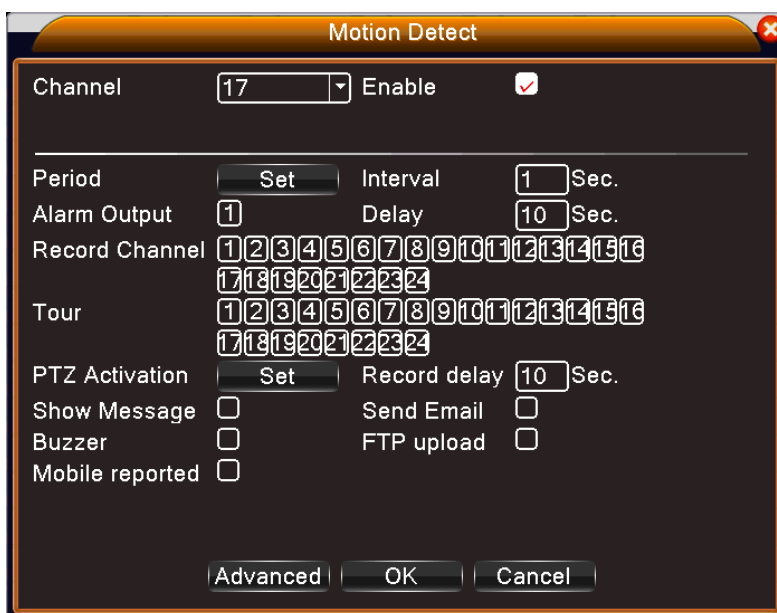 Motion Detect
Channel 17 Enable
Period Set Interval 1 Sec.
Alarm Output 1 Delay 10 Sec.
Record Channel 1 2 3 4 5 6 7 8 9 10 11 12 13 14 15 16
17 18 19 20 21 22 23 24
Tour 1 2 3 4 5 6 7 8 9 10 11 12 13 14 15 16
17 18 19 20 21 22 23 24
PTZ Activation Set Record delay 10 Sec.
Show Message Send Email
Buzzer FTP upload
Mobile reported
Advanced OK Cancel